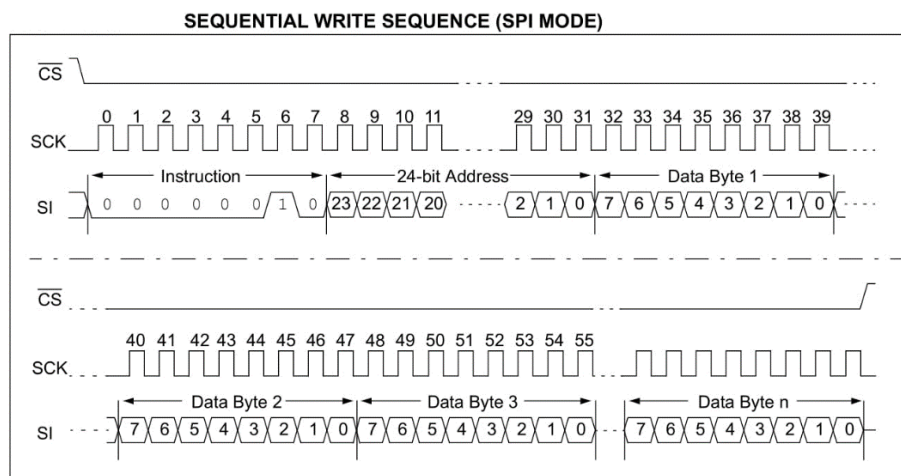 SEQUENTIAL WRITE SEQUENCE (SPI MODE)
CS
0 1 2 3 4 5 6 7 8 9 10 11 29 30 31 32 33 34 35 36 37 38 39
SCK
Instruction 24-bit Address Data Byte 1
SI 0 0 0 0 0 0 1 0 23 22 21 20 2 1 0 7 6 5 4 3 2 1 0
CS
40 41 42 43 44 45 46 47 48 49 50 51 52 53 54 55
SCK
Data Byte 2 Data Byte 3 Data Byte n
SI 7 6 5 4 3 2 1 0 7 6 5 4 3 2 1 0 7 6 5 4 3 2 1 0